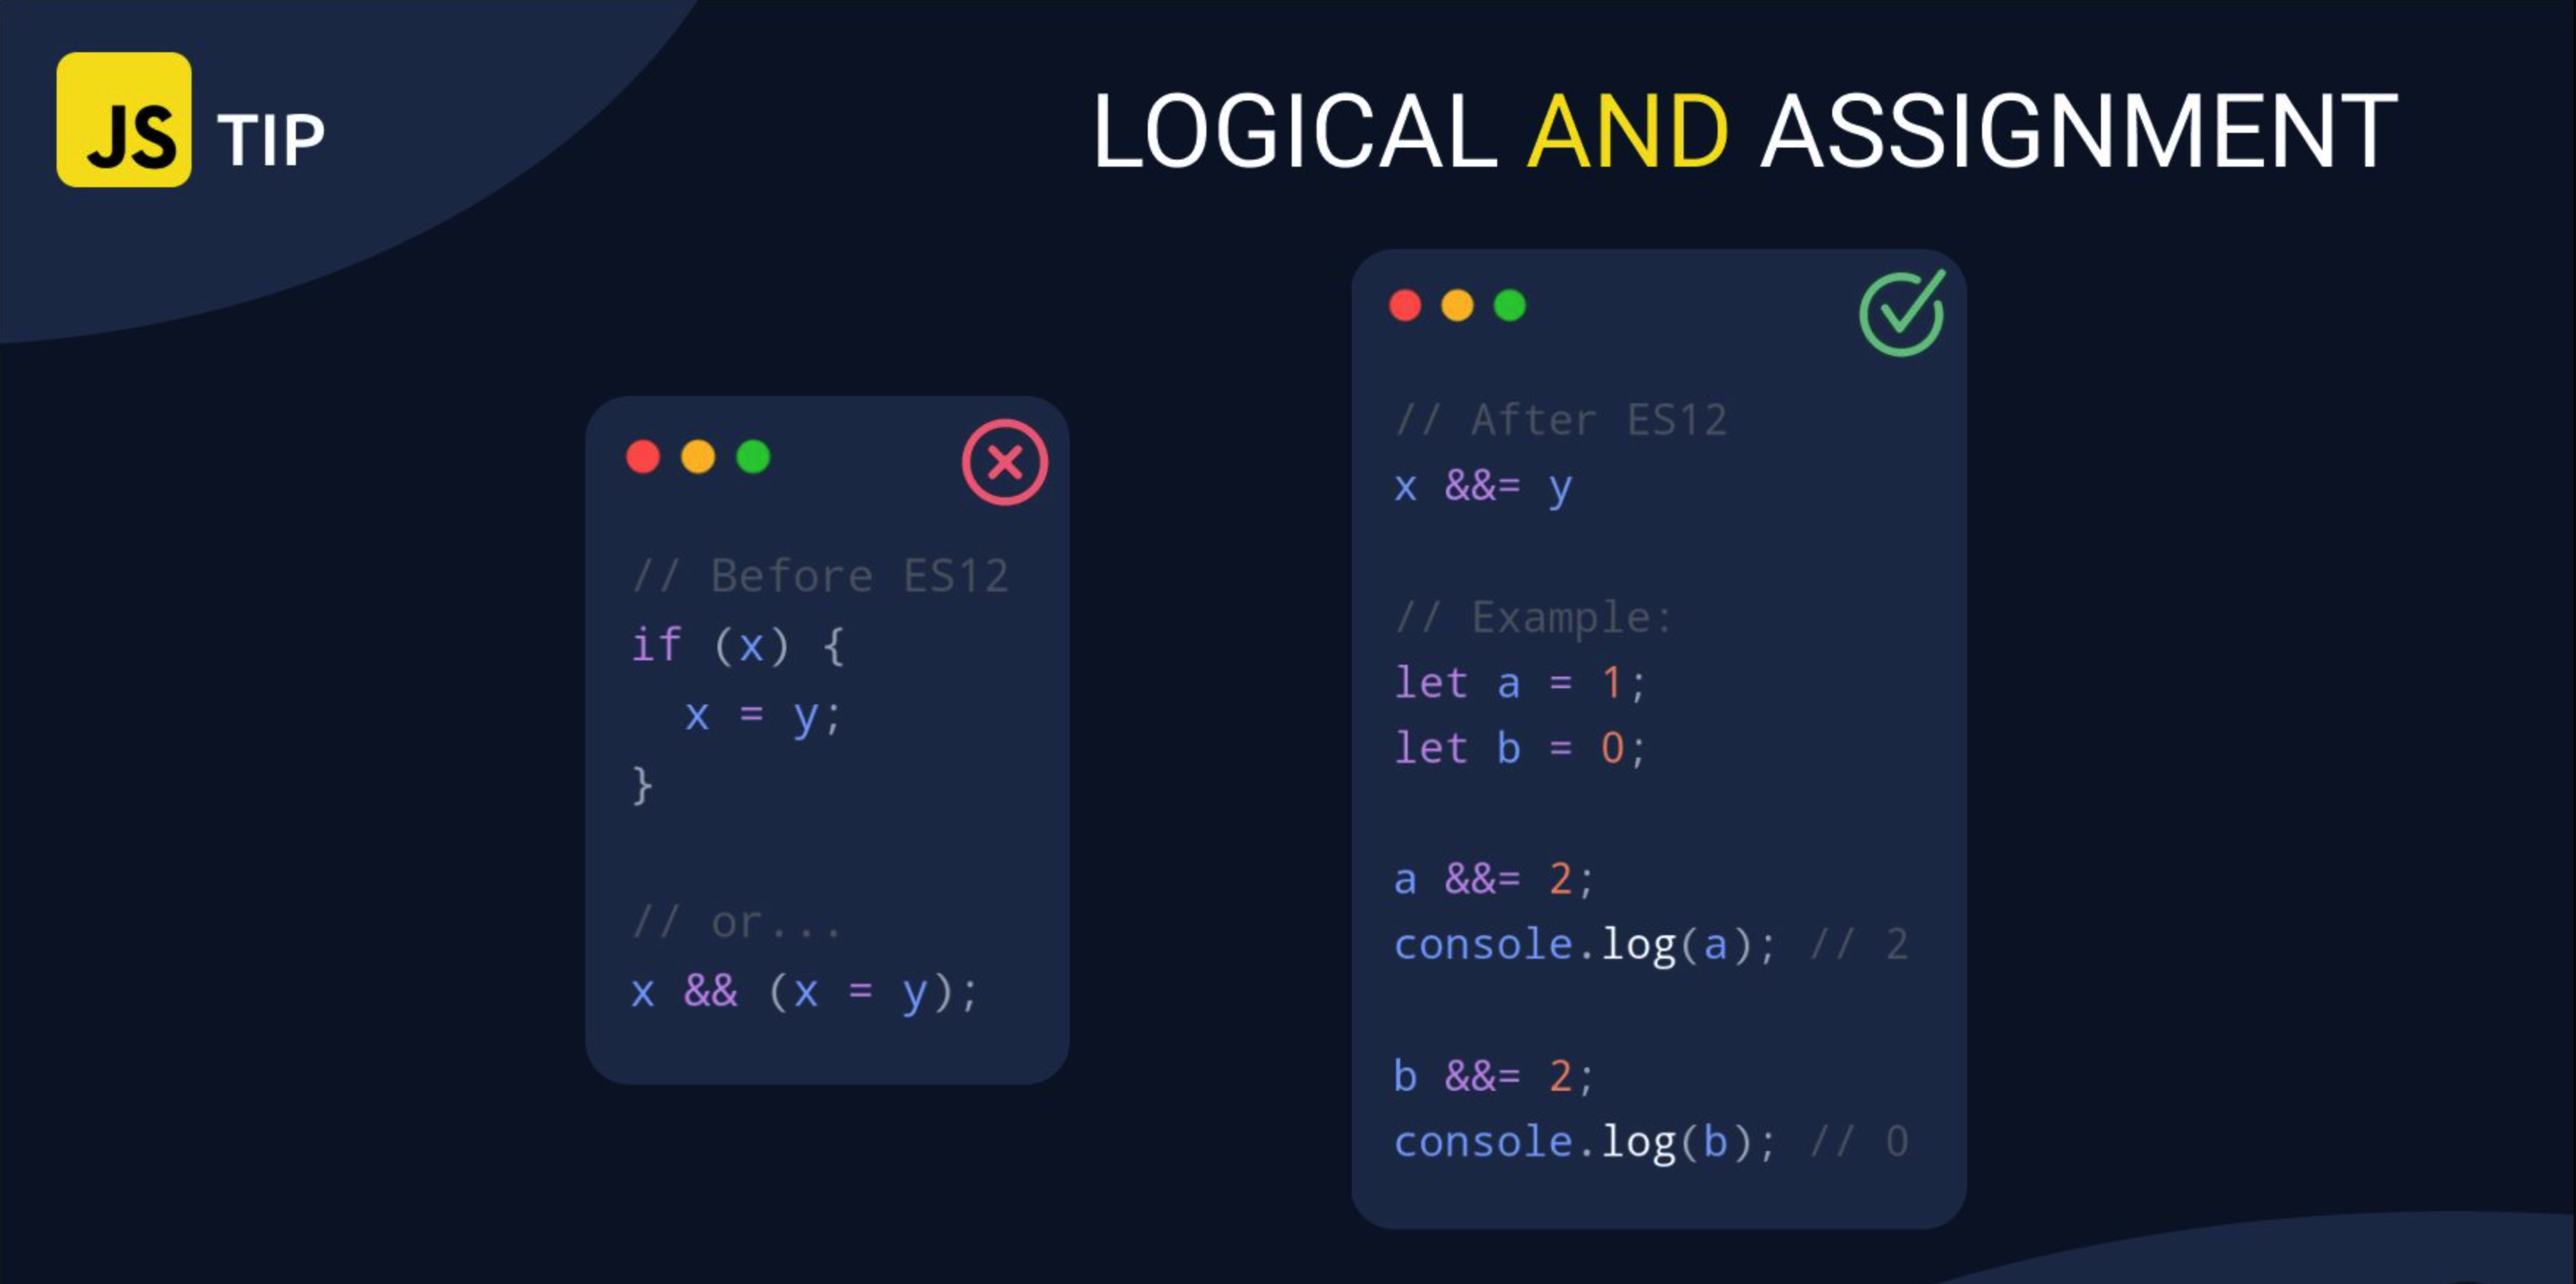 JS TIP
LOGICAL AND ASSIGNMENT
// Before ES12
if (x) {
  x = y;
}
// or...
x && (x = y);
// After ES12
x &&= y
// Example:
let a = 1;
let b = 0;
a &&= 2;
console.log(a); // 2
b &&= 2;
console.log(b); // 0